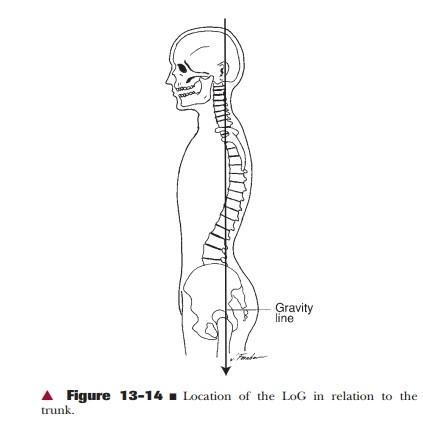 Gravity
line
▲ Figure 13-14 ■ Location of the LoG in relation to the
trunk.